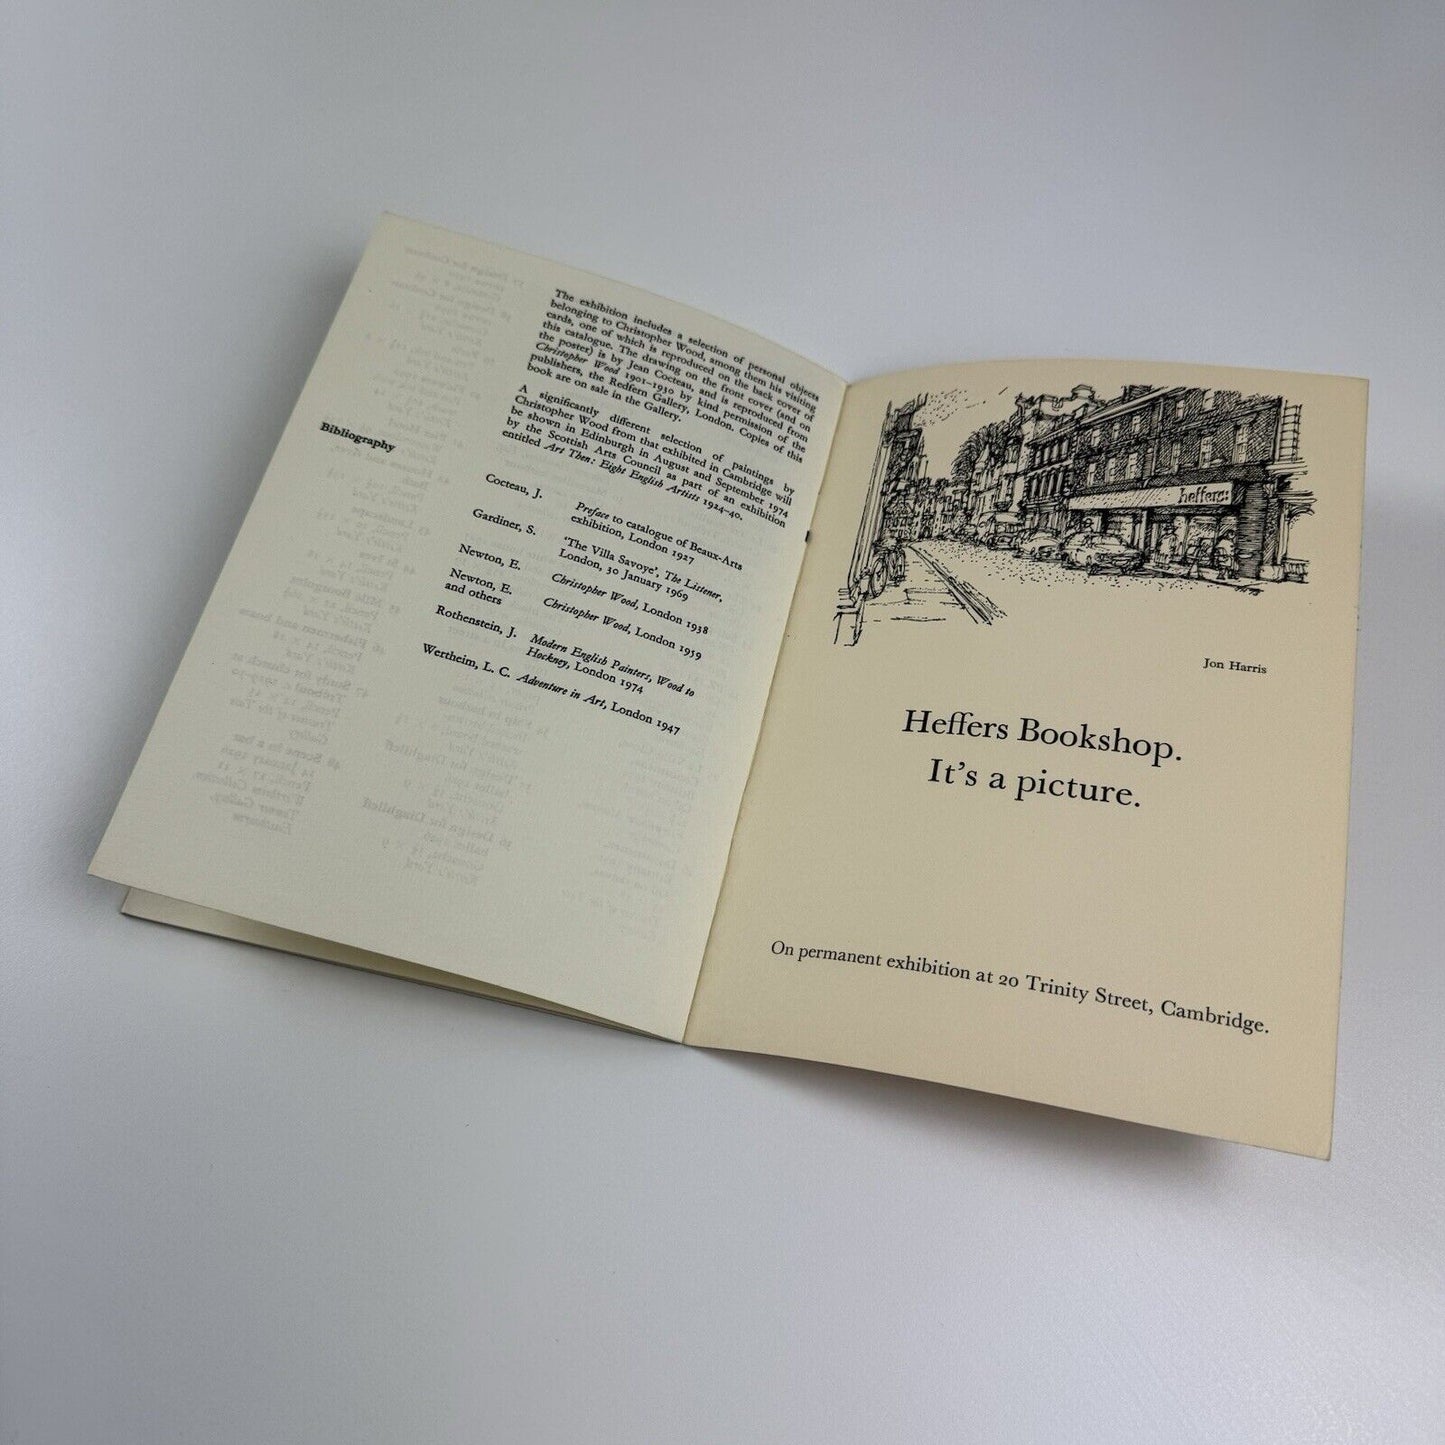 The exhibition includes a selection of personal objects
belonging to Christopher Wood, among them his visiting
cards, one of which is reproduced on the back cover of
this catalogue. The drawing on the front cover (and on
the poster) is by Jean Cocteau, and is reproduced from
Christopher Wood 1901–1930 by kind permission of the
publishers, the Redfern Gallery, London. Copies of this
book are on sale in the Gallery.
A significantly different selection of paintings by
Christopher Wood from that exhibited in Cambridge will
be shown in Edinburgh in August and September 1974
by the Scottish Arts Council as part of an exhibition
entitled Art Then: Eight English Artists 1924–40.
Bibliography
Cocteau, J. Preface to catalogue of Beaux-Arts
exhibition, London 1927
Gardiner, S. 'The Villa Savoye', The Listener,
London, 30 January 1969
Newton, E. Christopher Wood, London 1938
Newton, E. Christopher Wood, London 1959
and others
Rothenstein, J. Modern English Painters, Wood to
Hockney, London 1974
Wertheim, L. C. Adventure in Art, London 1947
heffers:
Jon Harris
Heffers Bookshop.
It's a picture.
On permanent exhibition at 20 Trinity Street, Cambridge.